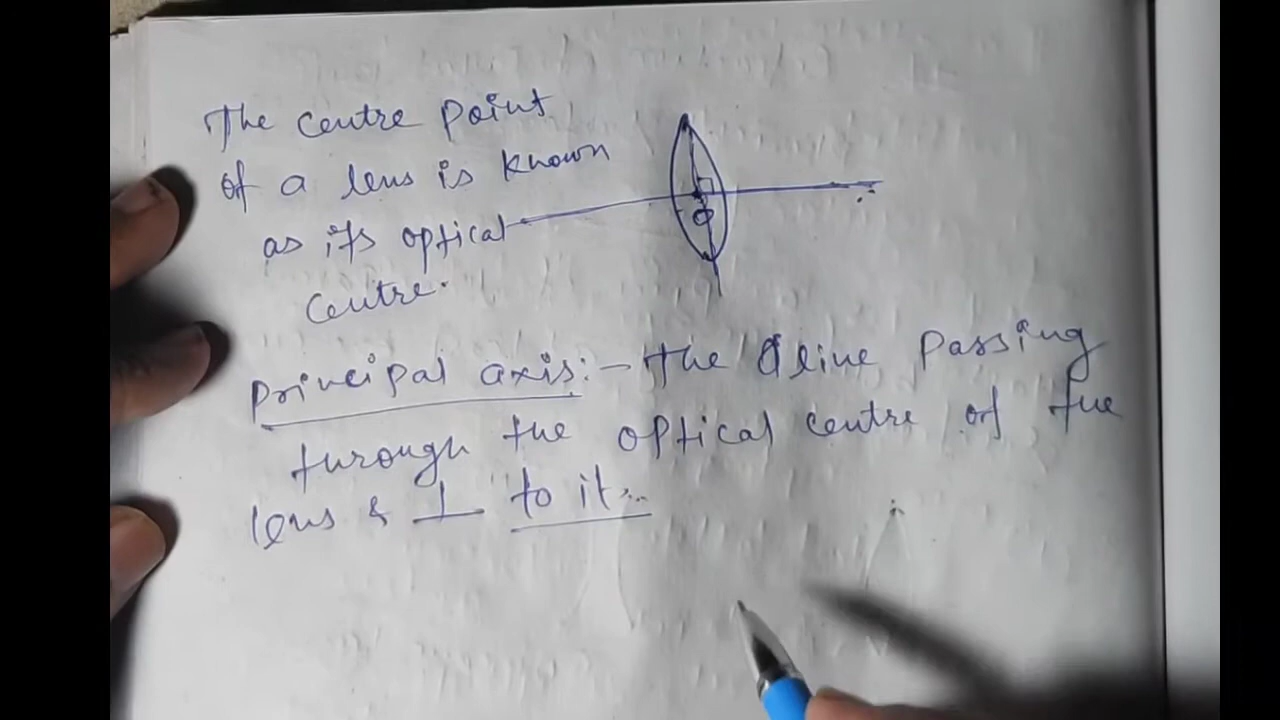 The centre point
of a lens is known
as its optical
centre.
O
Principal axis:- The line passing
through the optical centre of the
lens & ⊥ to it.